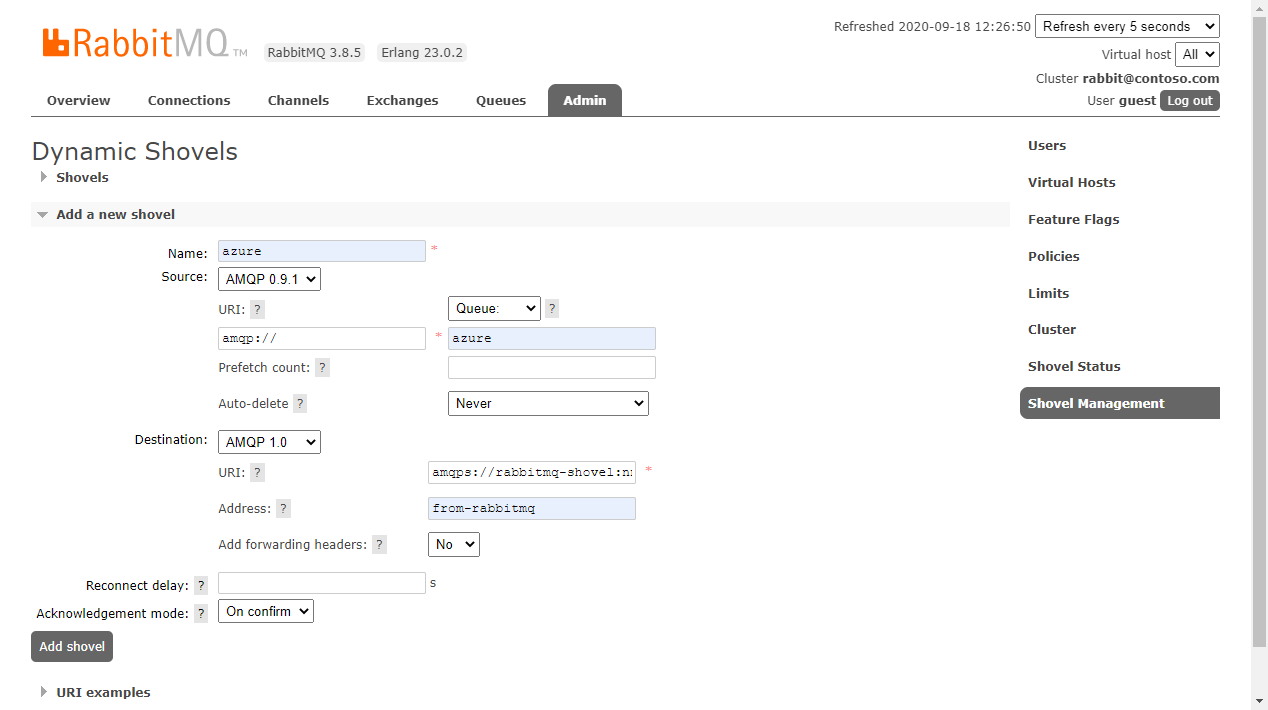 RabbitMQ TM RabbitMQ 3.8.5 Erlang 23.0.2
Refreshed 2020-09-18 12:26:50 Refresh every 5 seconds
Virtual host All
Cluster rabbit@contoso.com
User guest Log out
Overview Connections Channels Exchanges Queues Admin
Dynamic Shovels
Shovels
Add a new shovel
Name: azure *
Source: AMQP 0.9.1
URI: ? Queue: ?
amqp:// * azure
Prefetch count: ?
Auto-delete ? Never
Destination: AMQP 1.0
URI: ? amqps://rabbitmq-shovel: *
Address: ? from-rabbitmq
Add forwarding headers: ? No
Reconnect delay: ? s
Acknowledgement mode: ? On confirm
Add shovel
URI examples
Users
Virtual Hosts
Feature Flags
Policies
Limits
Cluster
Shovel Status
Shovel Management